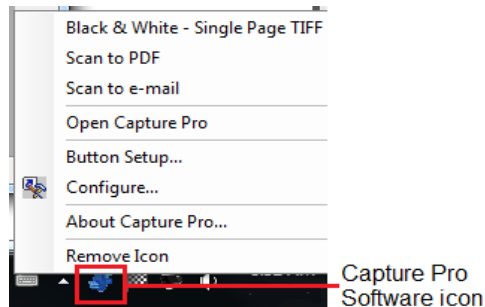 Black & White - Single Page TIFF
Scan to PDF
Scan to e-mail
Open Capture Pro
Button Setup...
Configure...
About Capture Pro...
Remove Icon
Capture Pro
Software icon